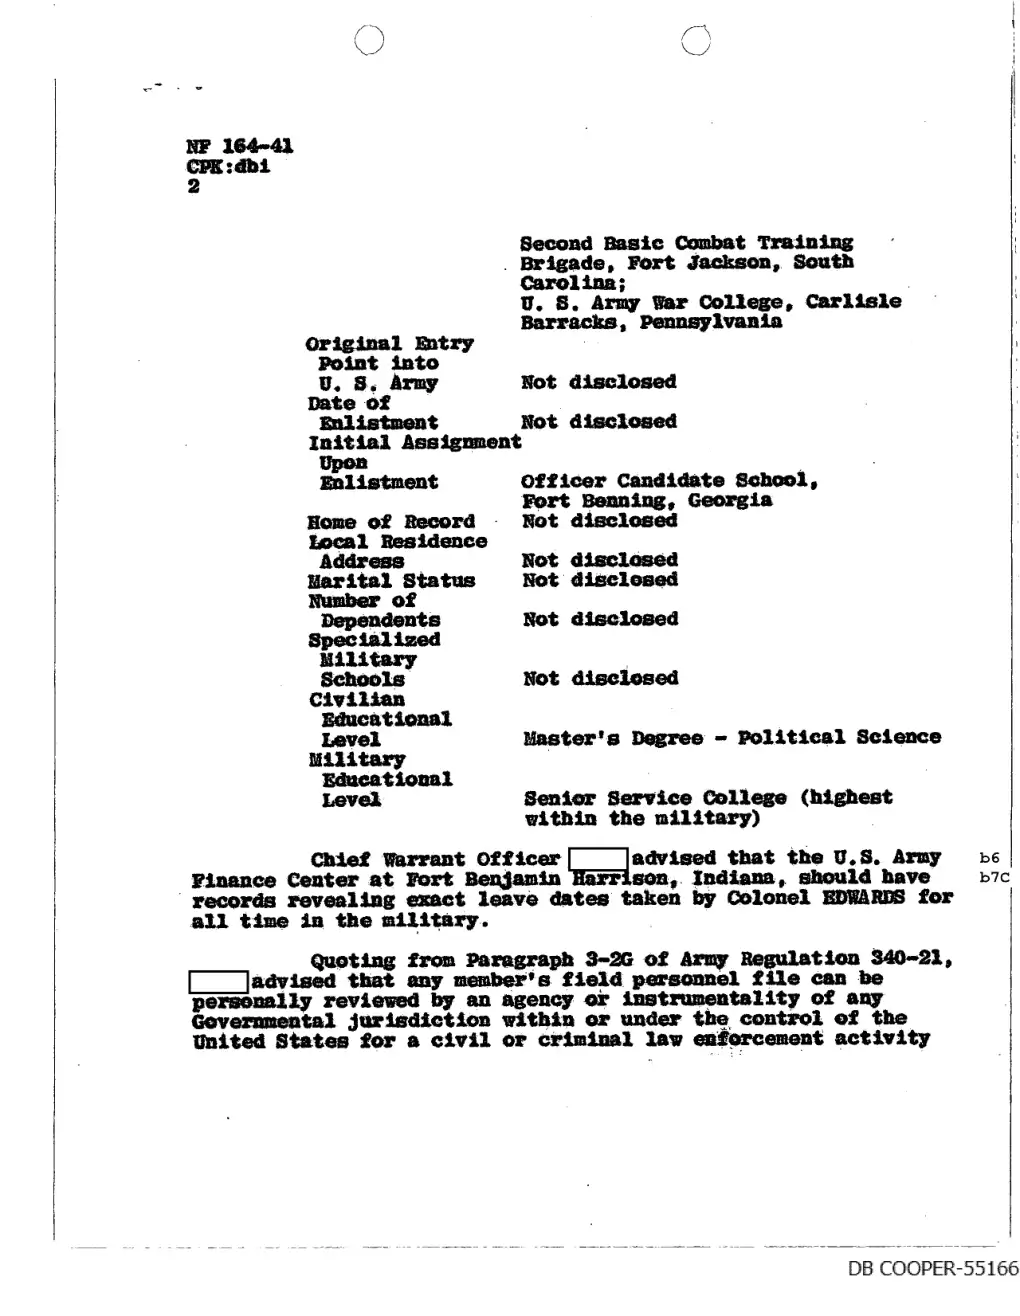 NF 164-41
CPK:dbi
2
Second Basic Combat Training
Brigade, Fort Jackson, South
Carolina;
U. S. Army War College, Carlisle
Barracks, Pennsylvania
Original Entry
Point into
U. S. Army Not disclosed
Date of
Enlistment Not disclosed
Initial Assignment
Upon
Enlistment Officer Candidate School,
Fort Benning, Georgia
Home of Record Not disclosed
Local Residence
Address Not disclosed
Marital Status Not disclosed
Number of
Dependents Not disclosed
Specialized
Military
Schools Not disclosed
Civilian
Educational
Level Master's Degree - Political Science
Military
Educational
Level Senior Service College (highest
within the military)
Chief Warrant Officer advised that the U.S. Army b6
Finance Center at Fort Benjamin Harrison, Indiana, should have b7C
records revealing exact leave dates taken by Colonel EDWARDS for
all time in the military.
Quoting from Paragraph 3-2G of Army Regulation 340-21,
advised that any member's field personnel file can be
personally reviewed by an agency or instrumentality of any
Governmental jurisdiction within or under the control of the
United States for a civil or criminal law enforcement activity
DB COOPER-55166